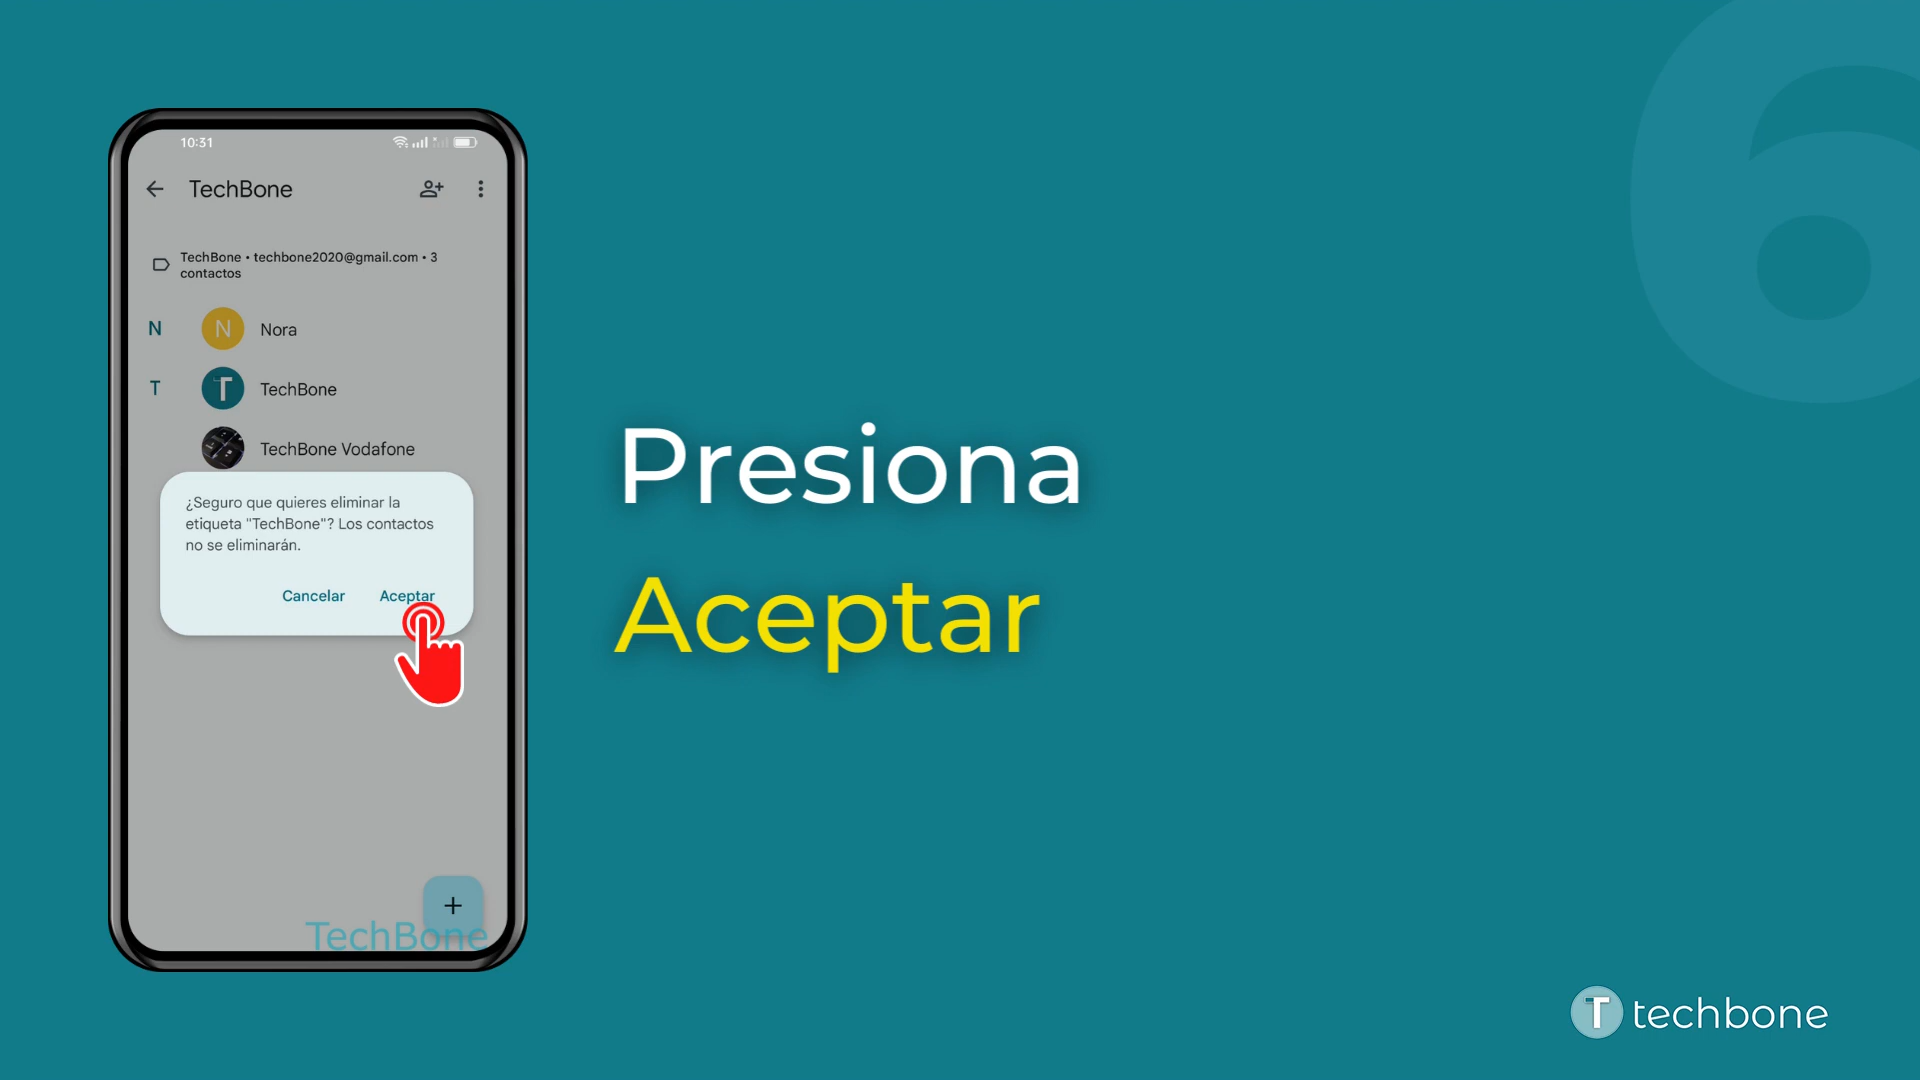 6
10:31
TechBone
TechBone • techbone2020@gmail.com • 3
contactos
N
N
Nora
T
T
TechBone
TechBone Vodafone
¿Seguro que quieres eliminar la
etiqueta "TechBone"? Los contactos
no se eliminarán.
Cancelar Aceptar
+
TechBone
Presiona
Aceptar
T techbone